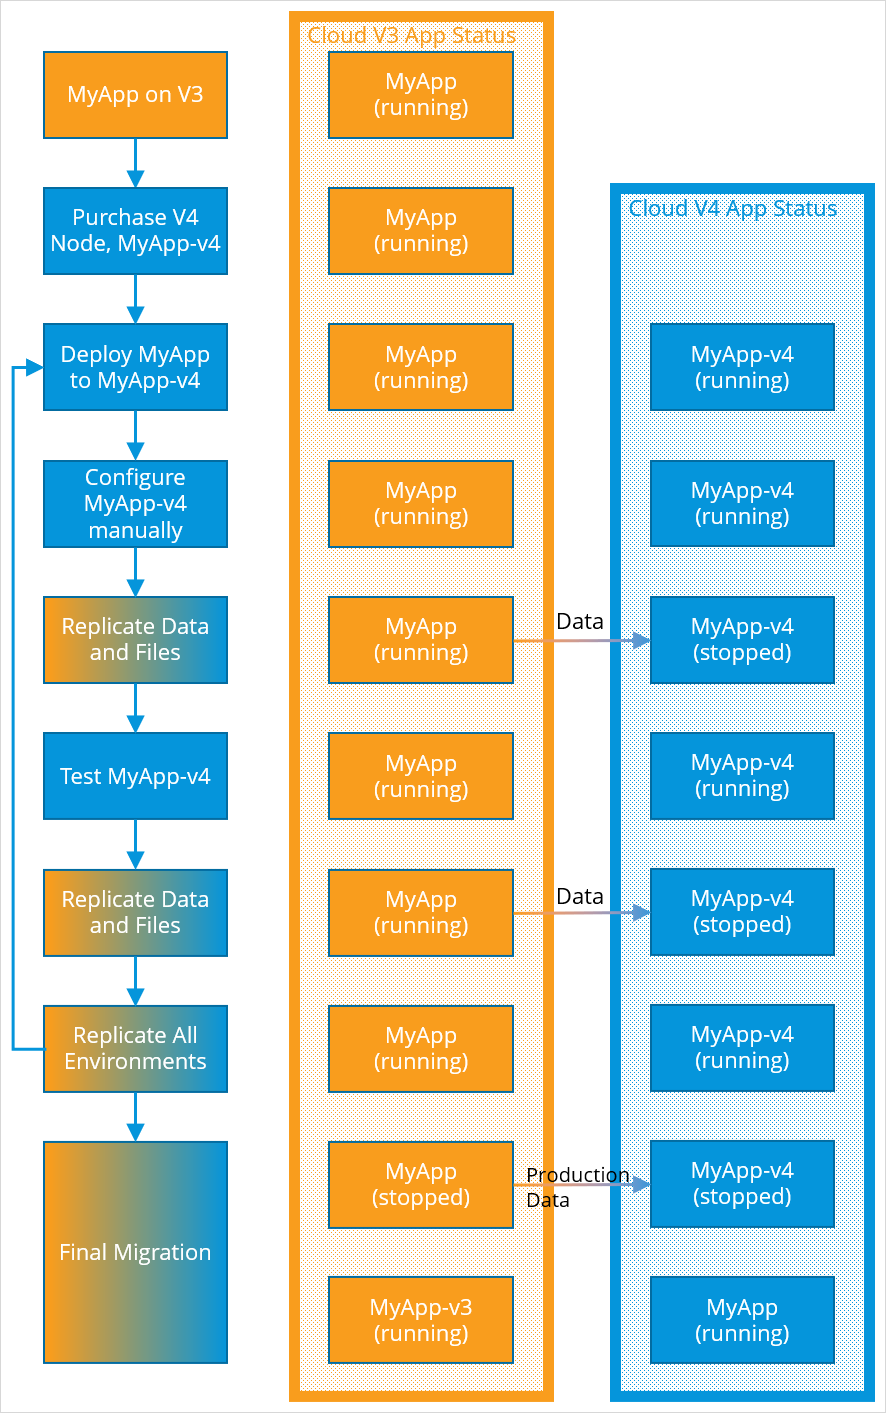 Cloud V3 App Status
MyApp on V3
MyApp
(running)
Purchase V4
Node, MyApp-v4
MyApp
(running)
Cloud V4 App Status
Deploy MyApp
to MyApp-v4
MyApp
(running)
MyApp-v4
(running)
Configure
MyApp-v4
manually
MyApp
(running)
MyApp-v4
(running)
Replicate Data
and Files
MyApp
(running)
Data
MyApp-v4
(stopped)
Test MyApp-v4
MyApp
(running)
MyApp-v4
(running)
Replicate Data
and Files
MyApp
(running)
Data
MyApp-v4
(stopped)
Replicate All
Environments
MyApp
(running)
MyApp-v4
(running)
Final Migration
MyApp
(stopped)
Production
Data
MyApp-v4
(stopped)
MyApp-v3
(running)
MyApp
(running)